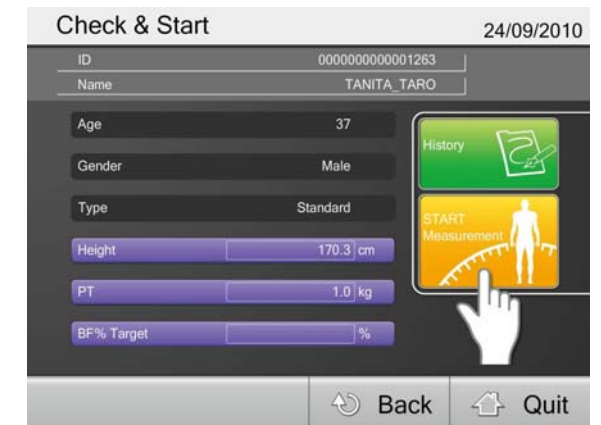 Check & Start 24/09/2010
ID 0000000000001263
Name TANITA_TARO
Age 37
Gender Male
Type Standard
Height 170.3 cm
PT 1.0 kg
BF% Target %
History
START
Measurement
Back Quit